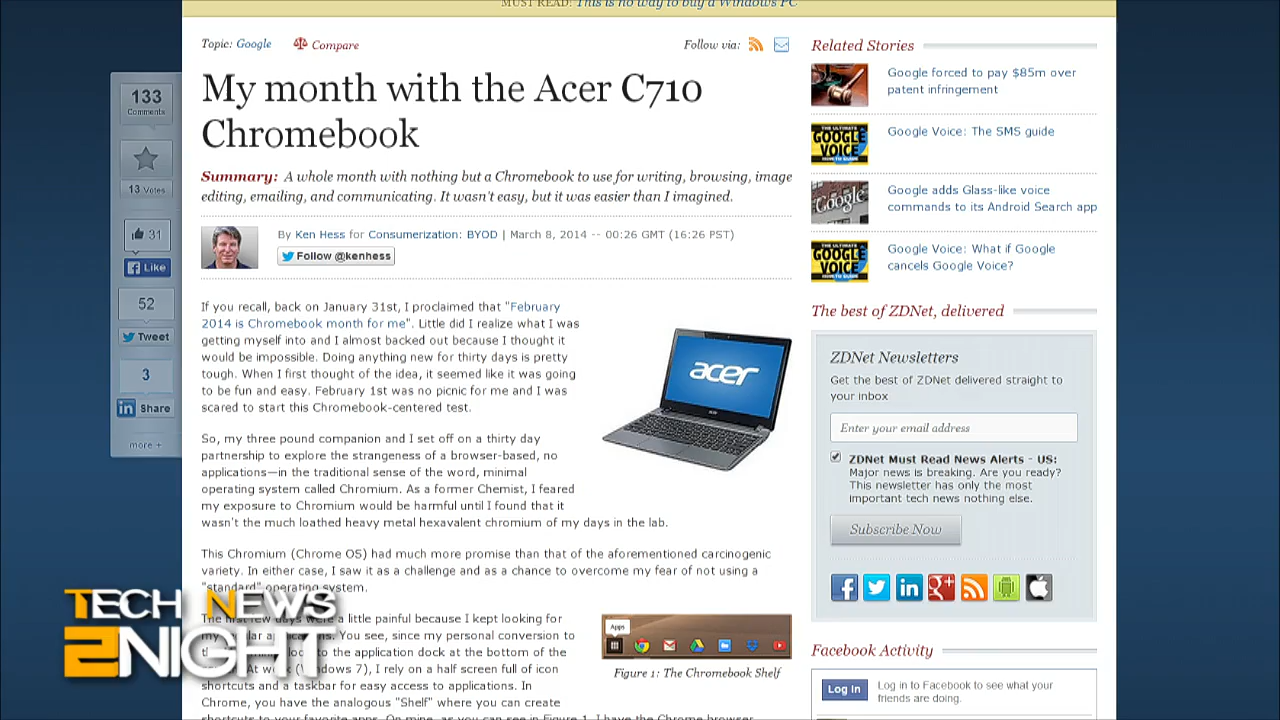 MUST READ: This is no way to buy a Windows PC
Topic: Google
Compare
Follow via:
My month with the Acer C710
Chromebook
Summary: A whole month with nothing but a Chromebook to use for writing, browsing, image
editing, emailing, and communicating. It wasn't easy, but it was easier than I imagined.
By Ken Hess for Consumerization: BYOD | March 8, 2014 -- 00:26 GMT (16:26 PST)
Follow @kenhess
133
Comments
13 Votes
31
Like
52
Tweet
3
Share
more +
If you recall, back on January 31st, I proclaimed that "February
2014 is Chromebook month for me". Little did I realize what I was
getting myself into and I almost backed out because I thought it
would be impossible. Doing anything new for thirty days is pretty
tough. When I first thought of the idea, it seemed like it was going
to be fun and easy. February 1st was no picnic for me and I was
scared to start this Chromebook-centered test.
acer
So, my three pound companion and I set off on a thirty day
partnership to explore the strangeness of a browser-based, no
applications—in the traditional sense of the word, minimal
operating system called Chromium. As a former Chemist, I feared
my exposure to Chromium would be harmful until I found that it
wasn't the much loathed heavy metal hexavalent chromium of my days in the lab.
This Chromium (Chrome OS) had much more promise than that of the aforementioned carcinogenic
variety. In either case, I saw it as a challenge and as a chance to overcome my fear of not using a
"standard" operating system.
The first few days were a little painful because I kept looking for
You see, since my personal conversion to
to the application dock at the bottom of the
At work (Windows 7), I rely on a half screen full of icon
shortcuts and a taskbar for easy access to applications. In
Chrome, you have the analogous "Shelf" where you can create
shortcuts to your favorite apps. On mine, as you can see in Figure 1, I have the Chrome browser,
Apps
Figure 1: The Chromebook Shelf
TECH NEWS
2NIGHT
Related Stories
Google forced to pay $85m over
patent infringement
THE ULTIMATE
GOOGLE
VOICE
HOW-TO GUIDE
Google Voice: The SMS guide
Google
Google adds Glass-like voice
commands to its Android Search app
THE ULTIMATE
GOOGLE
VOICE
HOW-TO GUIDE
Google Voice: What if Google
cancels Google Voice?
The best of ZDNet, delivered
ZDNet Newsletters
Get the best of ZDNet delivered straight to
your inbox
Enter your email address
ZDNet Must Read News Alerts - US:
Major news is breaking. Are you ready?
This newsletter has only the most
important tech news nothing else.
Subscribe Now
Facebook Activity
Log In
Log in to Facebook to see what your
friends are doing.